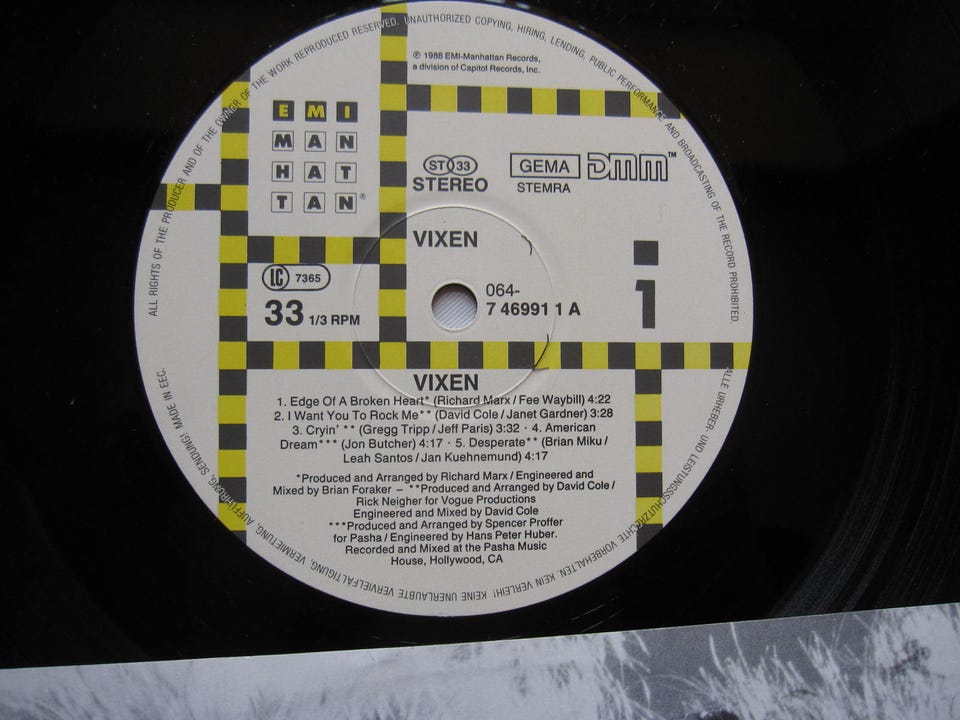 ALL RIGHTS OF THE PRODUCER AND OF THE OWNER OF THE WORK REPRODUCED RESERVED. UNAUTHORIZED COPYING, HIRING, LENDING, PUBLIC PERFORMANCE AND BROADCASTING OF THE RECORD PROHIBITED.
℗ 1988 EMI-Manhattan Records,
a division of Capitol Records, Inc.
EMI
MAN
HAT
TAN®
ST 33
STEREO
GEMA
STEMRA
DMM™
VIXEN
LC 7365
33 1/3 RPM
064-
7 46991 1 A
1
VIXEN
1. Edge Of A Broken Heart* (Richard Marx / Fee Waybill) 4:22
2. I Want You To Rock Me** (David Cole / Janet Gardner) 3:28
3. Cryin' ** (Gregg Tripp / Jeff Paris) 3:32 · 4. American
Dream*** (Jon Butcher) 4:17 · 5. Desperate** (Brian Miku /
Leah Santos / Jan Kuehnemund) 4:17
*Produced and Arranged by Richard Marx / Engineered and
Mixed by Brian Foraker – **Produced and Arranged by David Cole /
Rick Neigher for Vogue Productions
Engineered and Mixed by David Cole
***Produced and Arranged by Spencer Proffer
for Pasha / Engineered by Hans Peter Huber.
Recorded and Mixed at the Pasha Music
House, Hollywood, CA
ALLE URHEBER- UND LEISTUNGSSCHUTZRECHTE VORBEHALTEN. KEIN VERLEIH! KEINE UNERLAUBTE VERVIELFÄLTIGUNG, VERMIETUNG, AUFFÜHRUNG, SENDUNG! MADE IN EEC.